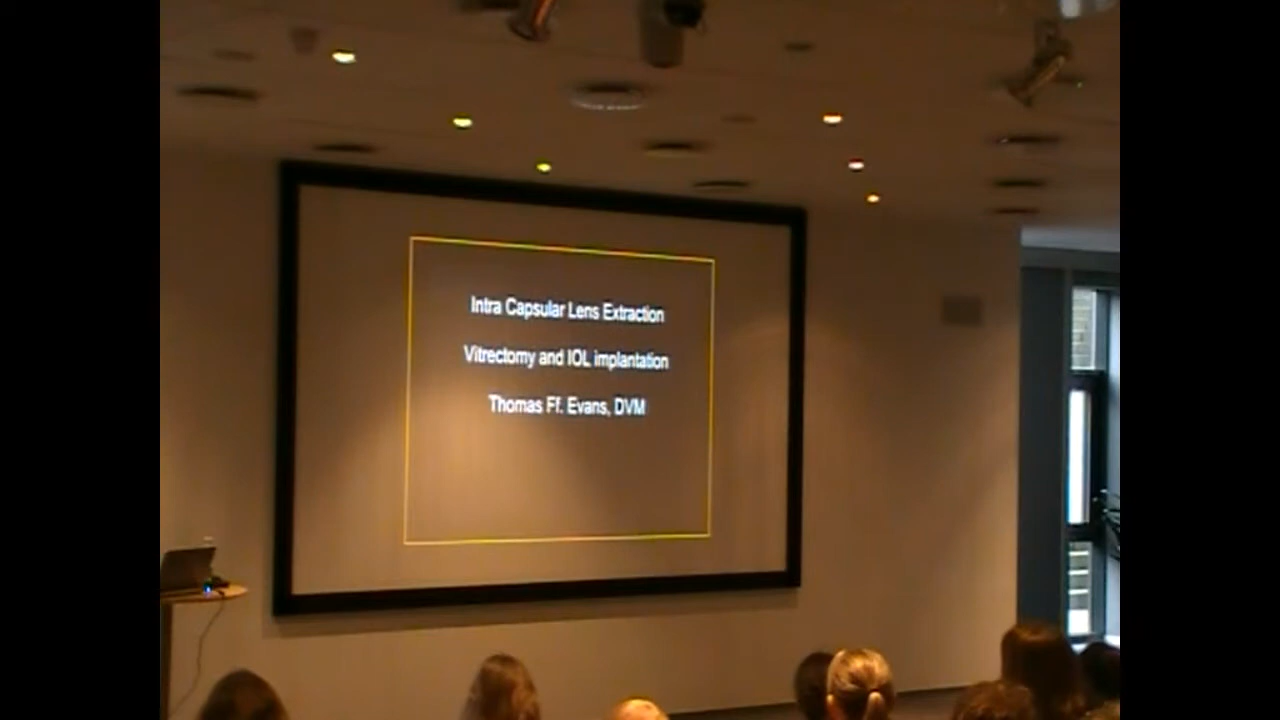 Intra Capsular Lens Extraction
Vitrectomy and IOL implantation
Thomas Ff. Evans, DVM